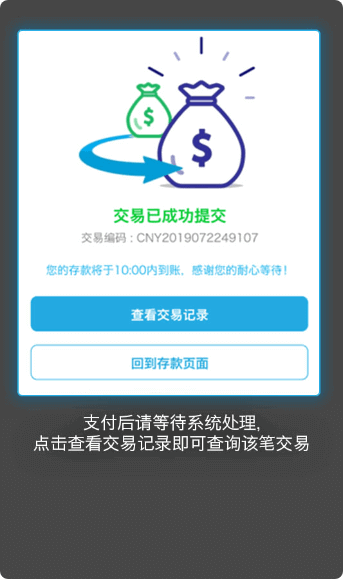 交易已成功提交
交易编码 : CNY2019072249107
您的存款将于10:00内到账，感谢您的耐心等待！
查看交易记录
回到存款页面
支付后请等待系统处理,
点击查看交易记录即可查询该笔交易